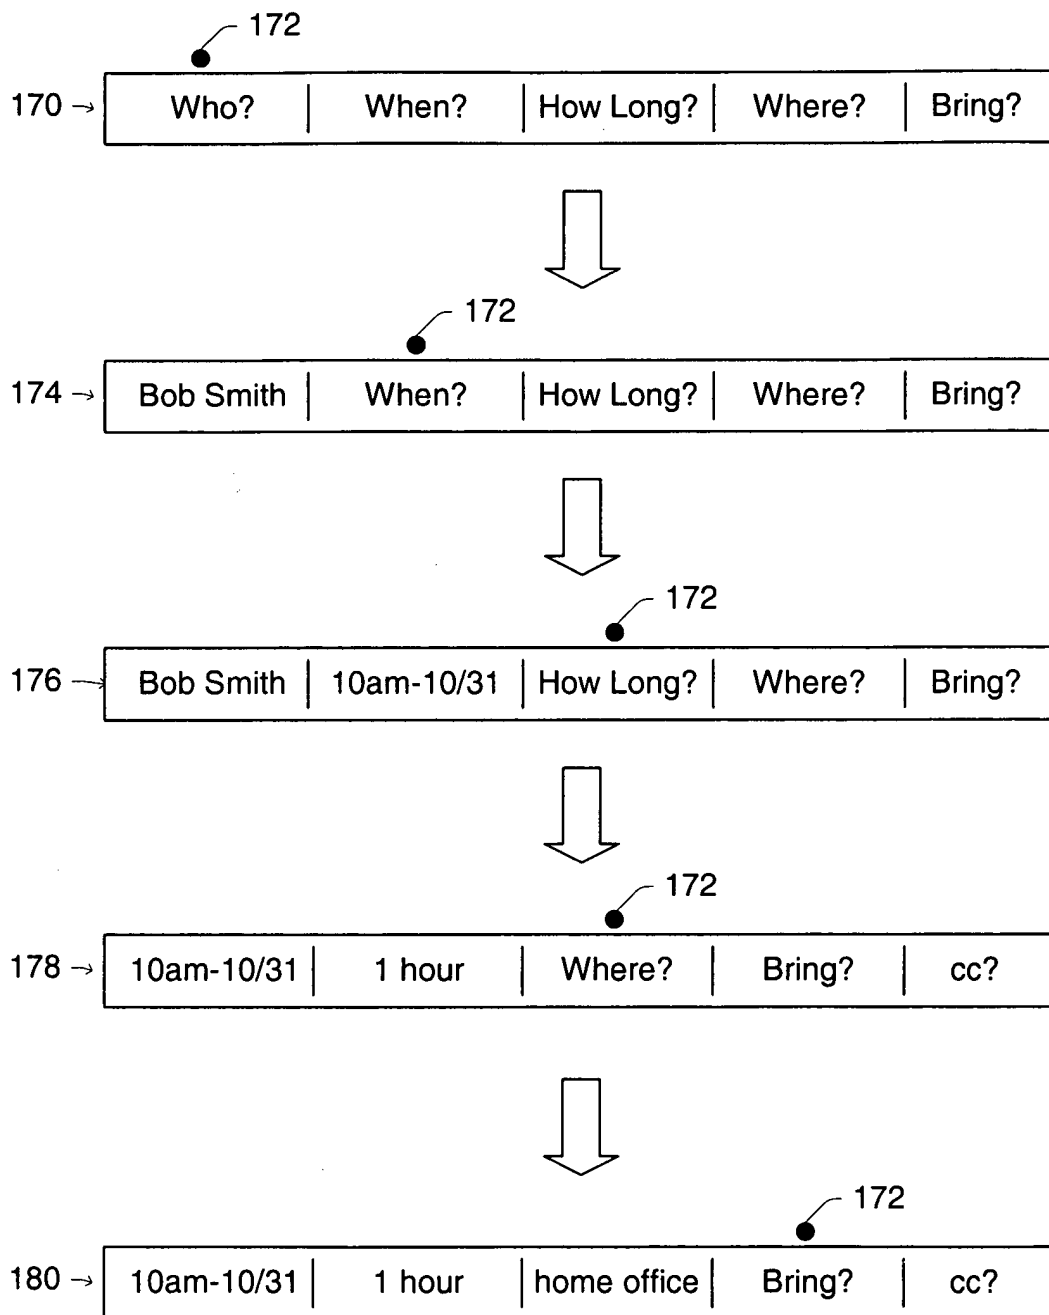 172
170 → Who? | When? | How Long? | Where? | Bring?
172
174 → Bob Smith | When? | How Long? | Where? | Bring?
172
176 → Bob Smith | 10am-10/31 | How Long? | Where? | Bring?
172
178 → 10am-10/31 | 1 hour | Where? | Bring? | cc?
172
180 → 10am-10/31 | 1 hour | home office | Bring? | cc?